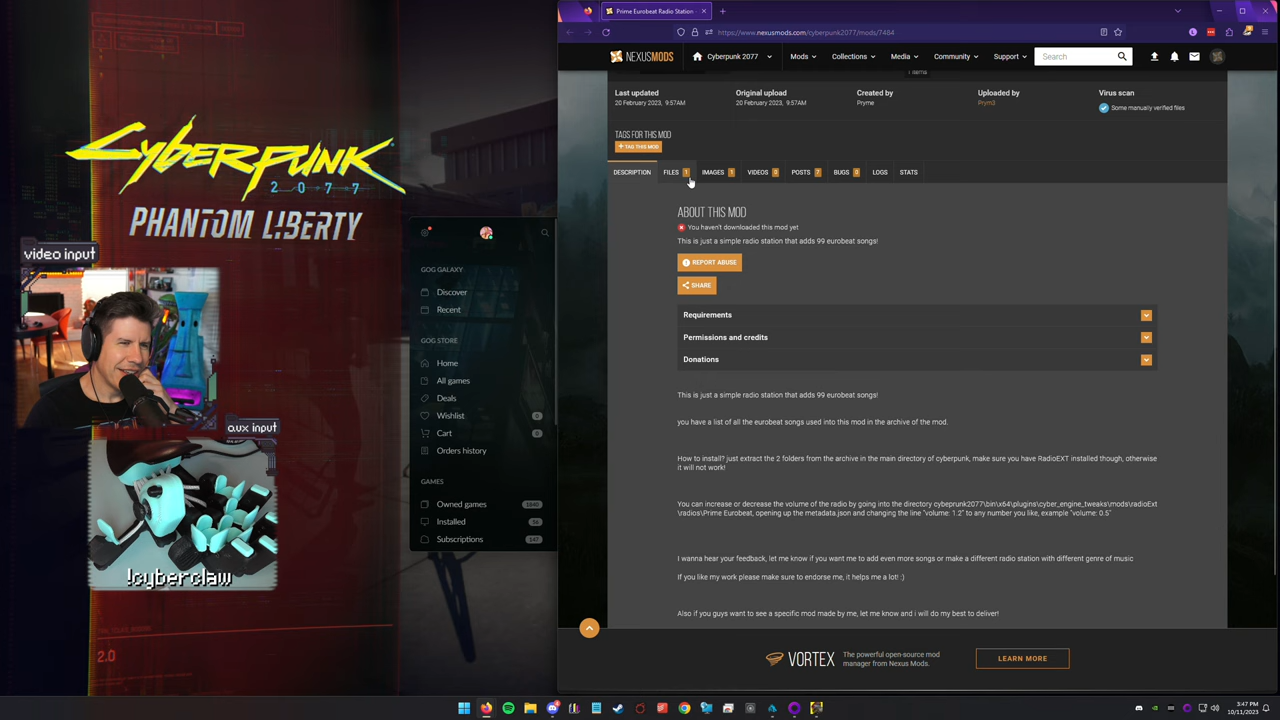 Prime Eurobeat Radio Station -
https://www.nexusmods.com/cyberpunk2077/mods/7484
NEXUSMODS
Cyberpunk 2077
Mods
Collections
Media
Community
Support
Search
1 items
Last updated
20 February 2023, 9:57AM
Original upload
20 February 2023, 9:57AM
Created by
Pryme
Uploaded by
Prym3
Virus scan
Some manually verified files
TAGS FOR THIS MOD
+ TAG THIS MOD
DESCRIPTION
FILES 1
IMAGES 1
VIDEOS 0
POSTS 7
BUGS 0
LOGS
STATS
ABOUT THIS MOD
You haven't downloaded this mod yet
This is just a simple radio station that adds 99 eurobeat songs!
REPORT ABUSE
SHARE
Requirements
Permissions and credits
Donations
This is just a simple radio station that adds 99 eurobeat songs!
you have a list of all the eurobeat songs used into this mod in the archive of the mod.
How to install? just extract the 2 folders from the archive in the main directory of cyberpunk, make sure you have RadioEXT installed though, otherwise
it will not work!
You can increase or decrease the volume of the radio by going into the directory cybeprunk2077\bin\x64\plugins\cyber_engine_tweaks\mods\radioExt
\radios\Prime Eurobeat, opening up the metadata.json and changing the line "volume: 1.2" to any number you like, example "volume: 0.5"
I wanna hear your feedback, let me know if you want me to add even more songs or make a different radio station with different genre of music
If you like my work please make sure to endorse me, it helps me a lot! :)
Also if you guys want to see a specific mod made by me, let me know and i will do my best to deliver!
VORTEX
The powerful open-source mod
manager from Nexus Mods.
LEARN MORE
Cyberpunk
2077
PHANTOM L!BERTY
video input
aux input
!cyberclaw
2.0
GOG GALAXY
Discover
Recent
GOG STORE
Home
All games
Deals
Wishlist 0
Cart 0
Orders history
GAMES
Owned games 1840
Installed 56
Subscriptions 147
3:47 PM
10/11/2023